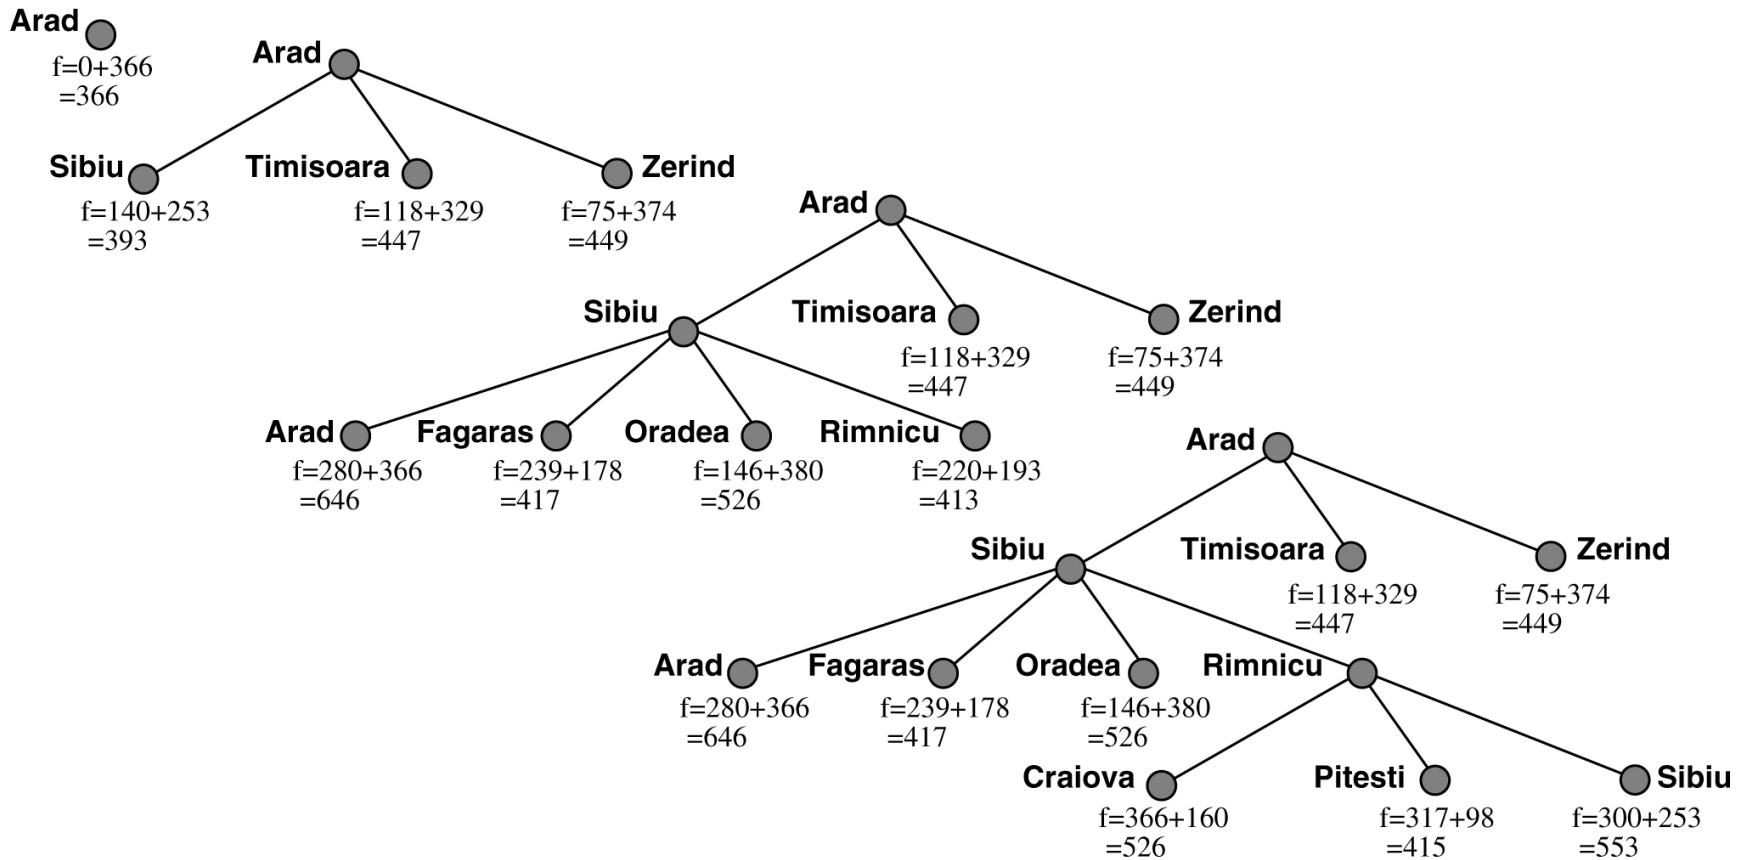 Arad
f=0+366
=366
Arad
Sibiu
Timisoara
Zerind
f=140+253
=393
f=118+329
=447
f=75+374
=449
Arad
Sibiu
Timisoara
Zerind
f=118+329
=447
f=75+374
=449
Arad
Fagaras
Oradea
Rimnicu
f=280+366
=646
f=239+178
=417
f=146+380
=526
f=220+193
=413
Arad
Sibiu
Timisoara
Zerind
f=118+329
=447
f=75+374
=449
Arad
Fagaras
Oradea
Rimnicu
f=280+366
=646
f=239+178
=417
f=146+380
=526
Craiova
Pitesti
Sibiu
f=366+160
=526
f=317+98
=415
f=300+253
=553